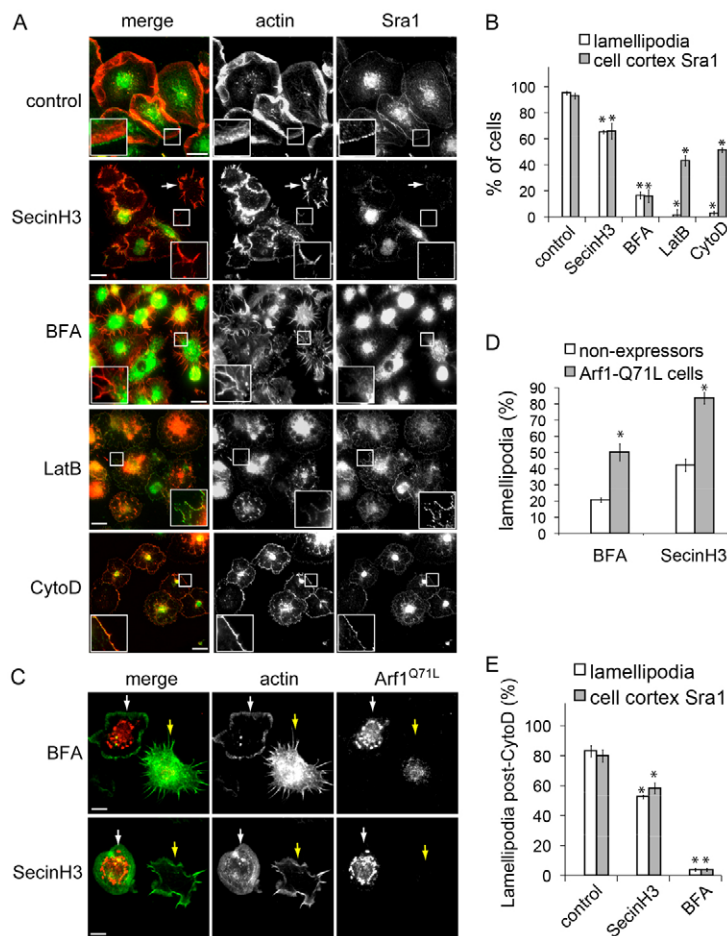 A
merge actin Sra1
control
SecinH3
BFA
LatB
CytoD
B
lamellipodia
cell cortex Sra1
% of cells
120
100
80
60
40
20
0
* * ** * * * *
control SecinH3 BFA LatB CytoD
C
merge actin Arf1Q71L
BFA
SecinH3
D
non-expressors
Arf1-Q71L cells
lamellipodia (%)
90
80
70
60
50
40
30
20
10
0
* *
BFA SecinH3
E
lamellipodia
cell cortex Sra1
Lamellipodia post-CytoD (%)
100
80
60
40
20
0
* * **
control SecinH3 BFA